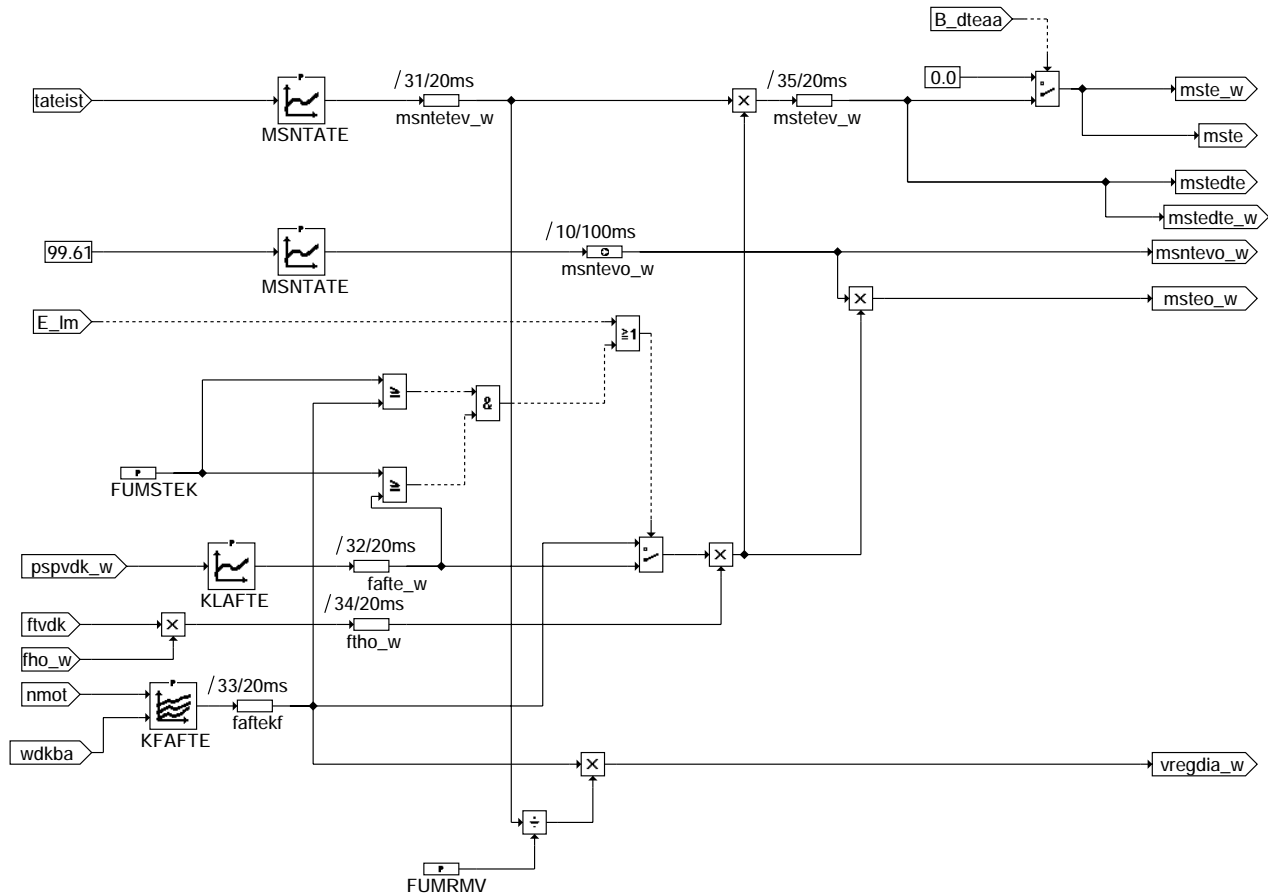 B_dteaa
/31/20ms
/35/20ms
0.0
tateist
P
MSNTATE
msntetev_w
×
mstetev_w
mste_w
mste
mstedte
mstedte_w
/10/100ms
99.61
P
MSNTATE
msntevo_w
msntevo_w
×
msteo_w
E_lm
≥1
≥
&
P
FUMSTEK
≥
/32/20ms
pspvdk_w
P
KLAFTE
fafte_w
×
/34/20ms
ftvdk
×
ftho_w
fho_w
/33/20ms
nmot
P
KFAFTE
faftekf
wdkba
×
vregdia_w
÷
P
FUMRMV